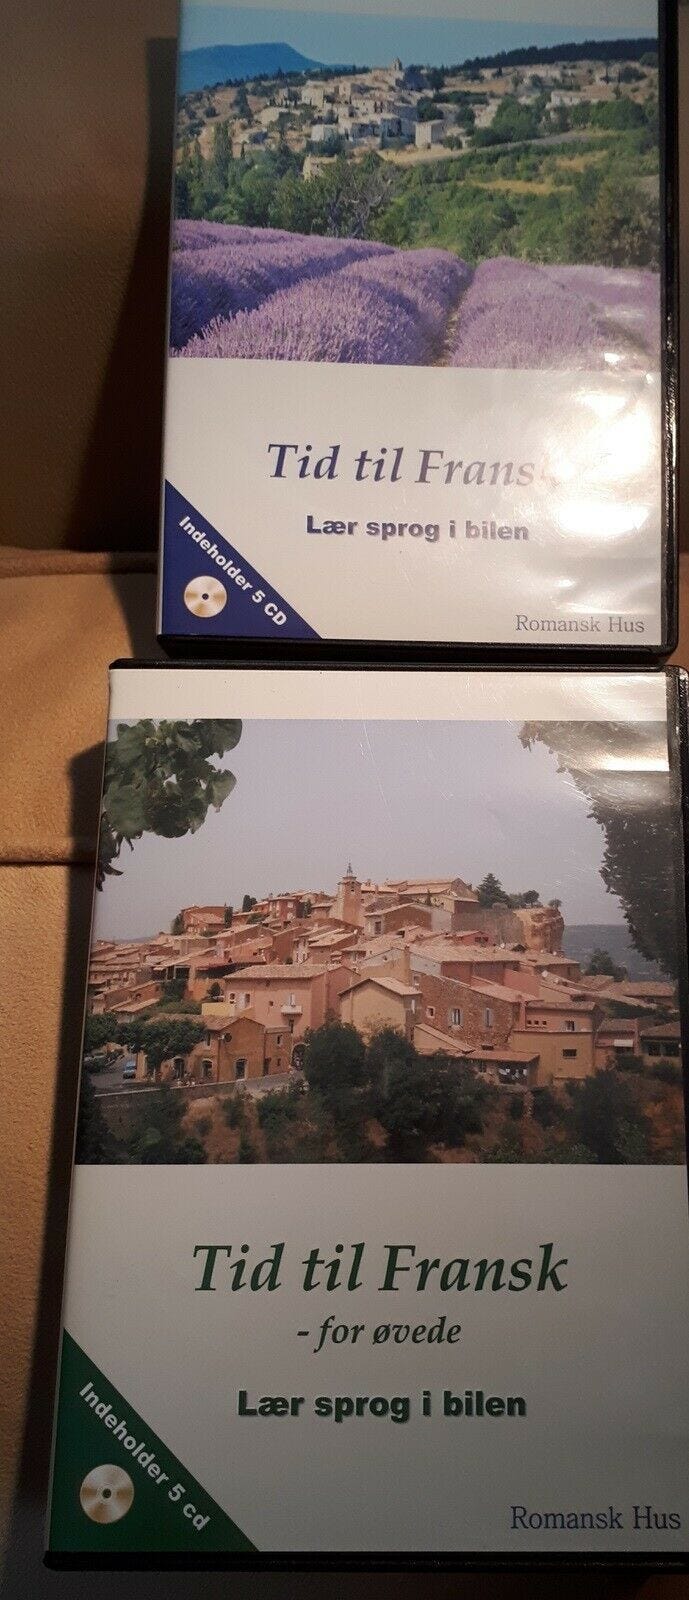 Tid til Frans
Lær sprog i bilen
Indeholder 5 CD
Romansk Hus
Tid til Fransk
- for øvede
Lær sprog i bilen
Indeholder 5 cd
Romansk Hus